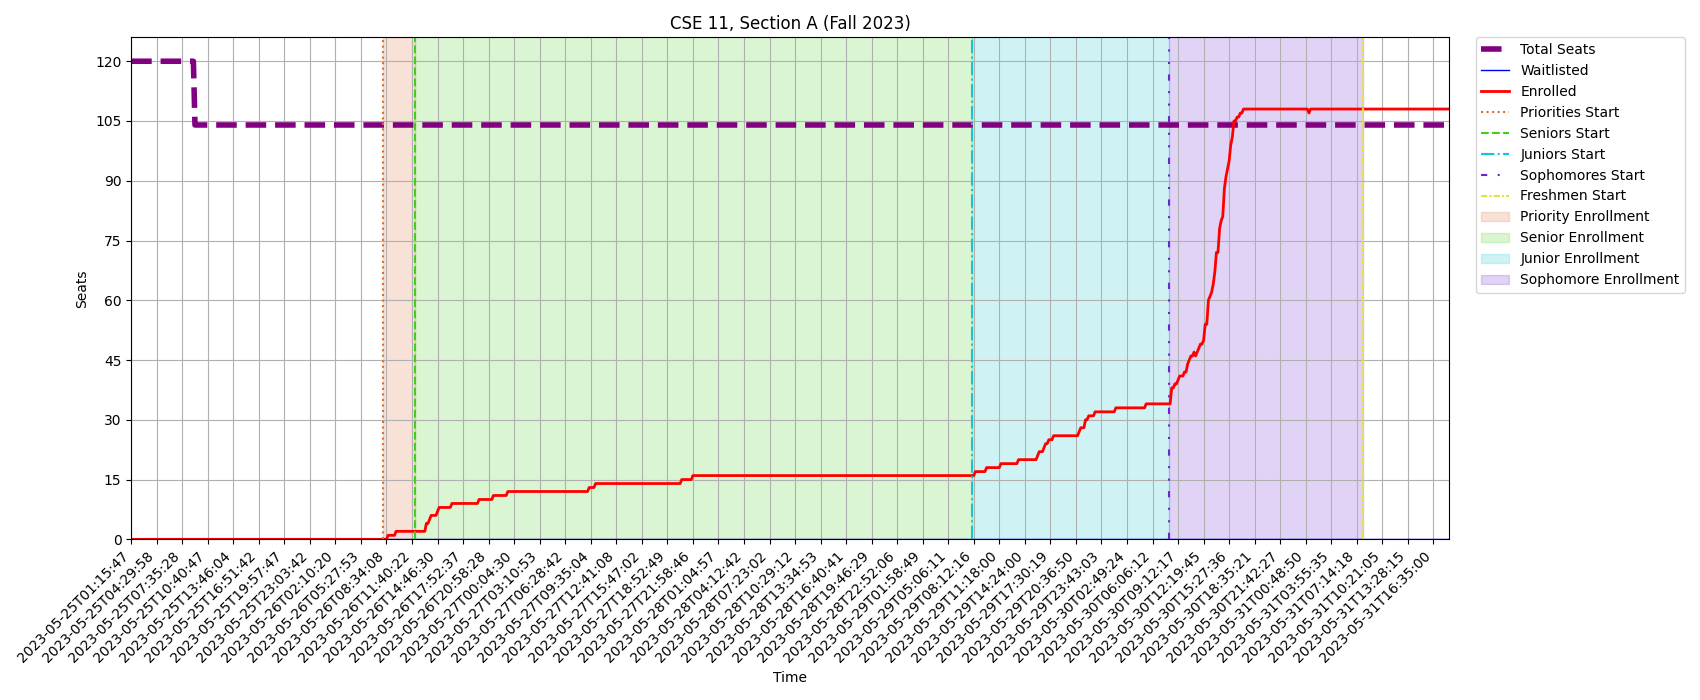 CSE 11, Section A (Fall 2023)
Seats
120
105
90
75
60
45
30
15
0
2023-05-25T01:15:47
2023-05-25T04:29:58
2023-05-25T07:35:28
2023-05-25T10:40:47
2023-05-25T13:46:04
2023-05-25T16:51:42
2023-05-25T19:57:47
2023-05-25T23:03:42
2023-05-26T02:10:20
2023-05-26T05:27:53
2023-05-26T08:34:08
2023-05-26T11:40:22
2023-05-26T14:46:30
2023-05-26T17:52:37
2023-05-26T20:58:28
2023-05-27T00:04:30
2023-05-27T03:10:53
2023-05-27T06:28:42
2023-05-27T09:35:04
2023-05-27T12:41:08
2023-05-27T15:47:02
2023-05-27T18:52:49
2023-05-27T21:58:46
2023-05-28T01:04:57
2023-05-28T04:12:42
2023-05-28T07:23:02
2023-05-28T10:29:12
2023-05-28T13:34:53
2023-05-28T16:40:41
2023-05-28T19:46:29
2023-05-28T22:52:06
2023-05-29T01:58:49
2023-05-29T05:06:11
2023-05-29T08:12:16
2023-05-29T11:18:00
2023-05-29T14:24:00
2023-05-29T17:30:19
2023-05-29T20:36:50
2023-05-29T23:43:03
2023-05-30T02:49:24
2023-05-30T06:06:12
2023-05-30T09:12:17
2023-05-30T12:19:45
2023-05-30T15:27:36
2023-05-30T18:35:21
2023-05-30T21:42:27
2023-05-31T00:48:50
2023-05-31T03:55:35
2023-05-31T07:14:18
2023-05-31T10:21:05
2023-05-31T13:28:15
2023-05-31T16:35:00
Time
Total Seats
Waitlisted
Enrolled
Priorities Start
Seniors Start
Juniors Start
Sophomores Start
Freshmen Start
Priority Enrollment
Senior Enrollment
Junior Enrollment
Sophomore Enrollment